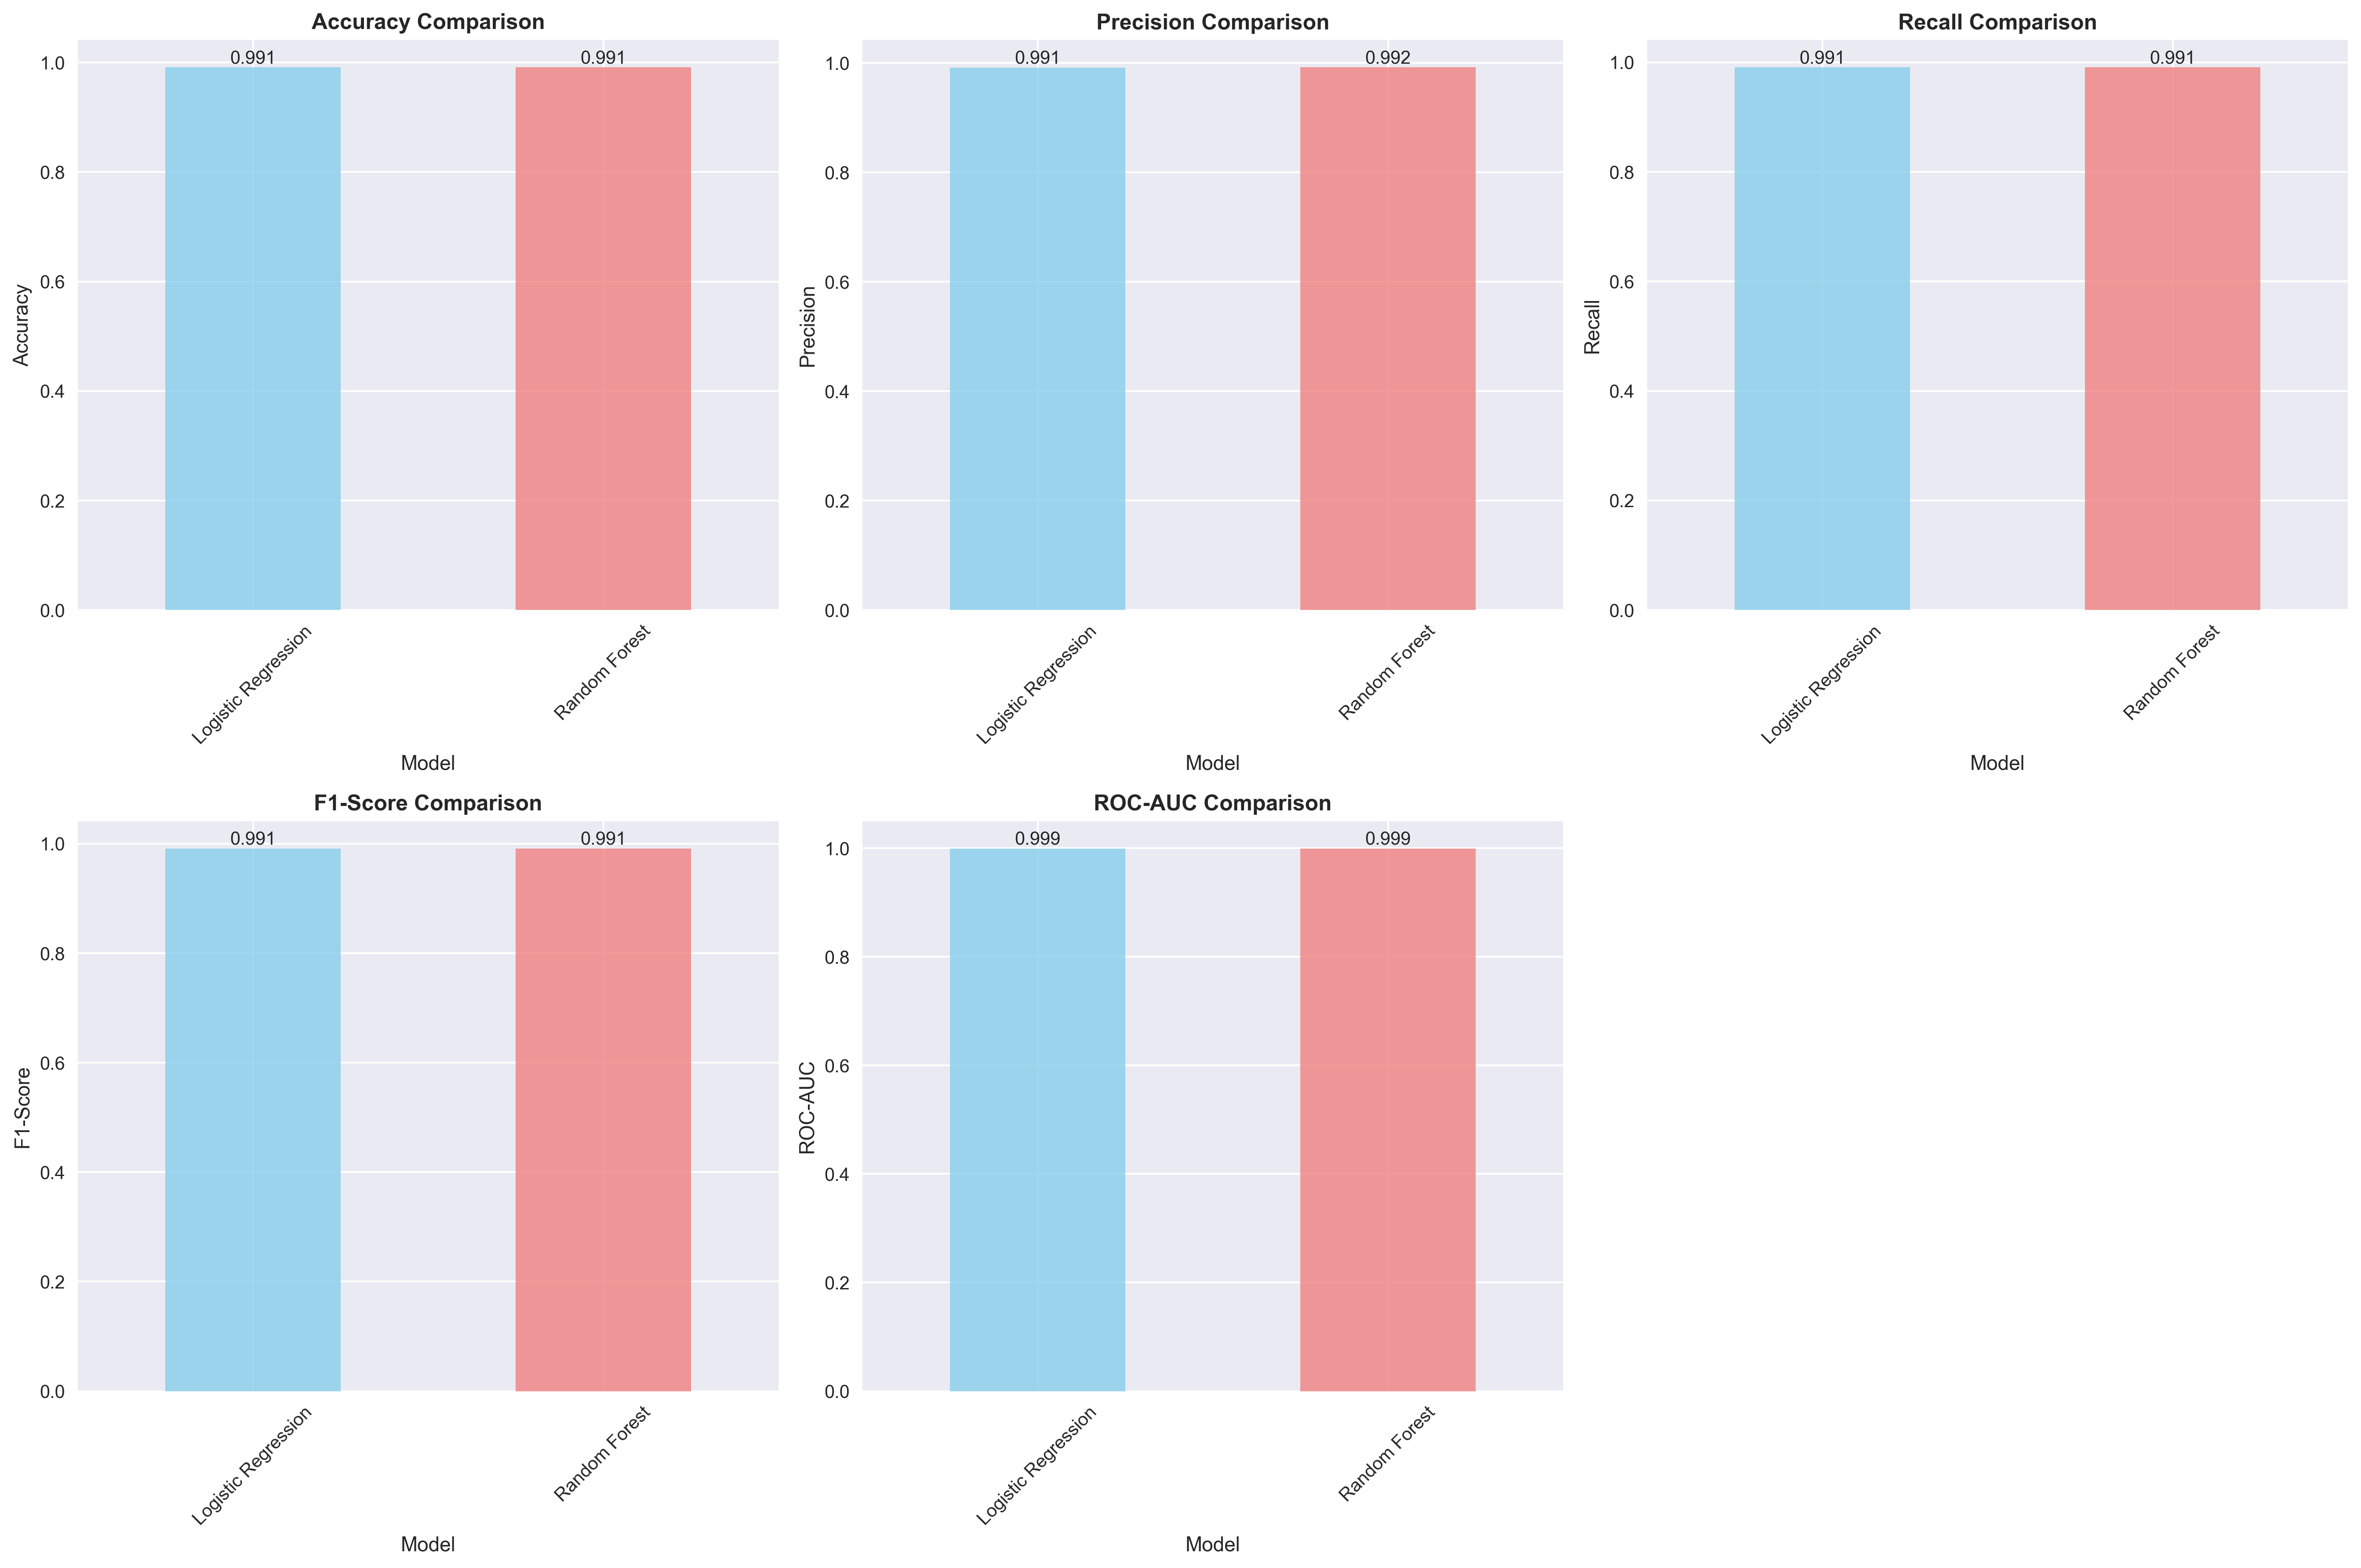 Accuracy Comparison
0.991 0.991
1.0
0.8
0.6
0.4
0.2
0.0
Accuracy
Logistic Regression
Random Forest
Model
Precision Comparison
0.991 0.992
1.0
0.8
0.6
0.4
0.2
0.0
Precision
Logistic Regression
Random Forest
Model
Recall Comparison
0.991 0.991
1.0
0.8
0.6
0.4
0.2
0.0
Recall
Logistic Regression
Random Forest
Model
F1-Score Comparison
0.991 0.991
1.0
0.8
0.6
0.4
0.2
0.0
F1-Score
Logistic Regression
Random Forest
Model
ROC-AUC Comparison
0.999 0.999
1.0
0.8
0.6
0.4
0.2
0.0
ROC-AUC
Logistic Regression
Random Forest
Model